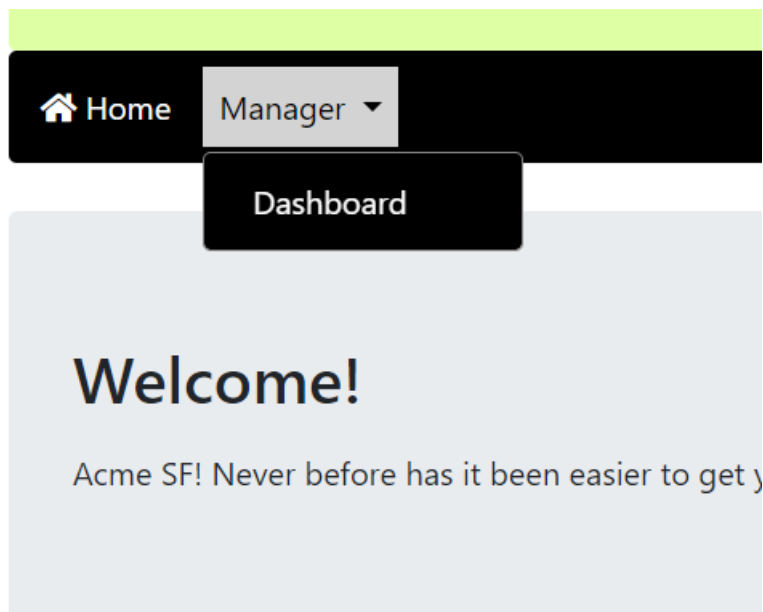 Home Manager
Dashboard
Welcome!
Acme SF! Never before has it been easier to get